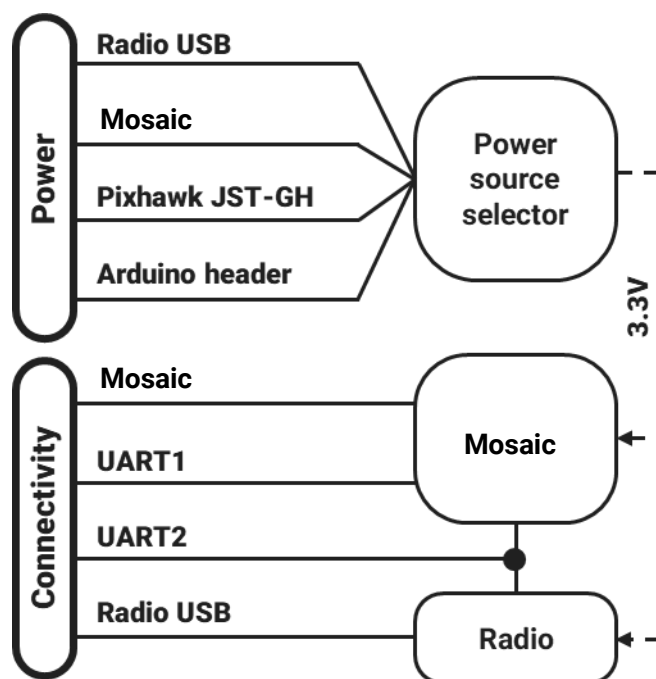 Power
Radio USB
Mosaic
Pixhawk JST-GH
Arduino header
Power
source
selector
3.3V
Connectivity
Mosaic
UART1
UART2
Radio USB
Mosaic
Radio